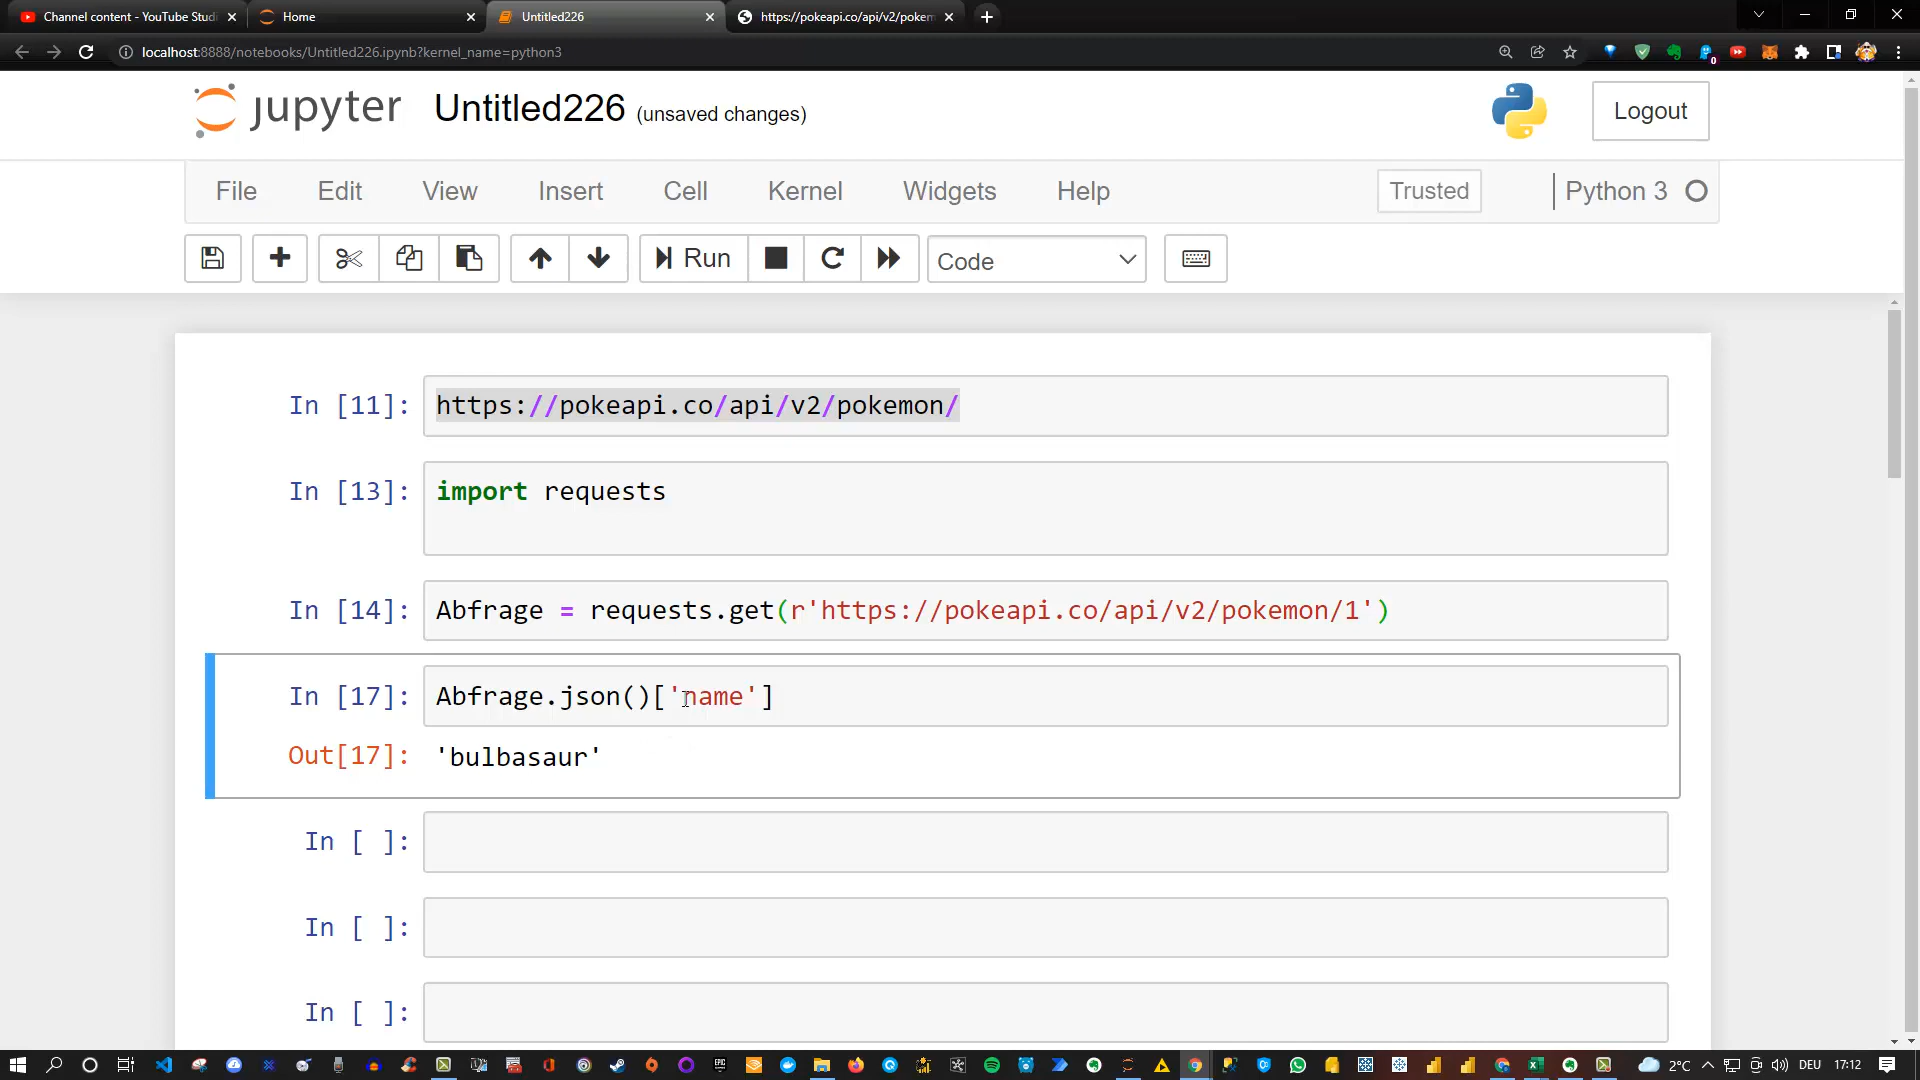 Channel content - YouTube Studi
Home
Untitled226
https://pokeapi.co/api/v2/pokem
localhost:8888/notebooks/Untitled226.ipynb?kernel_name=python3
0
jupyter Untitled226 (unsaved changes)
Logout
File Edit View Insert Cell Kernel Widgets Help
Trusted
Python 3
Run
Code
In [11]: https://pokeapi.co/api/v2/pokemon/
In [13]: import requests
In [14]: Abfrage = requests.get(r'https://pokeapi.co/api/v2/pokemon/1')
In [17]: Abfrage.json()['name']
Out[17]: 'bulbasaur'
In [ ]:
In [ ]:
In [ ]:
EPIC
2°C
DEU
17:12